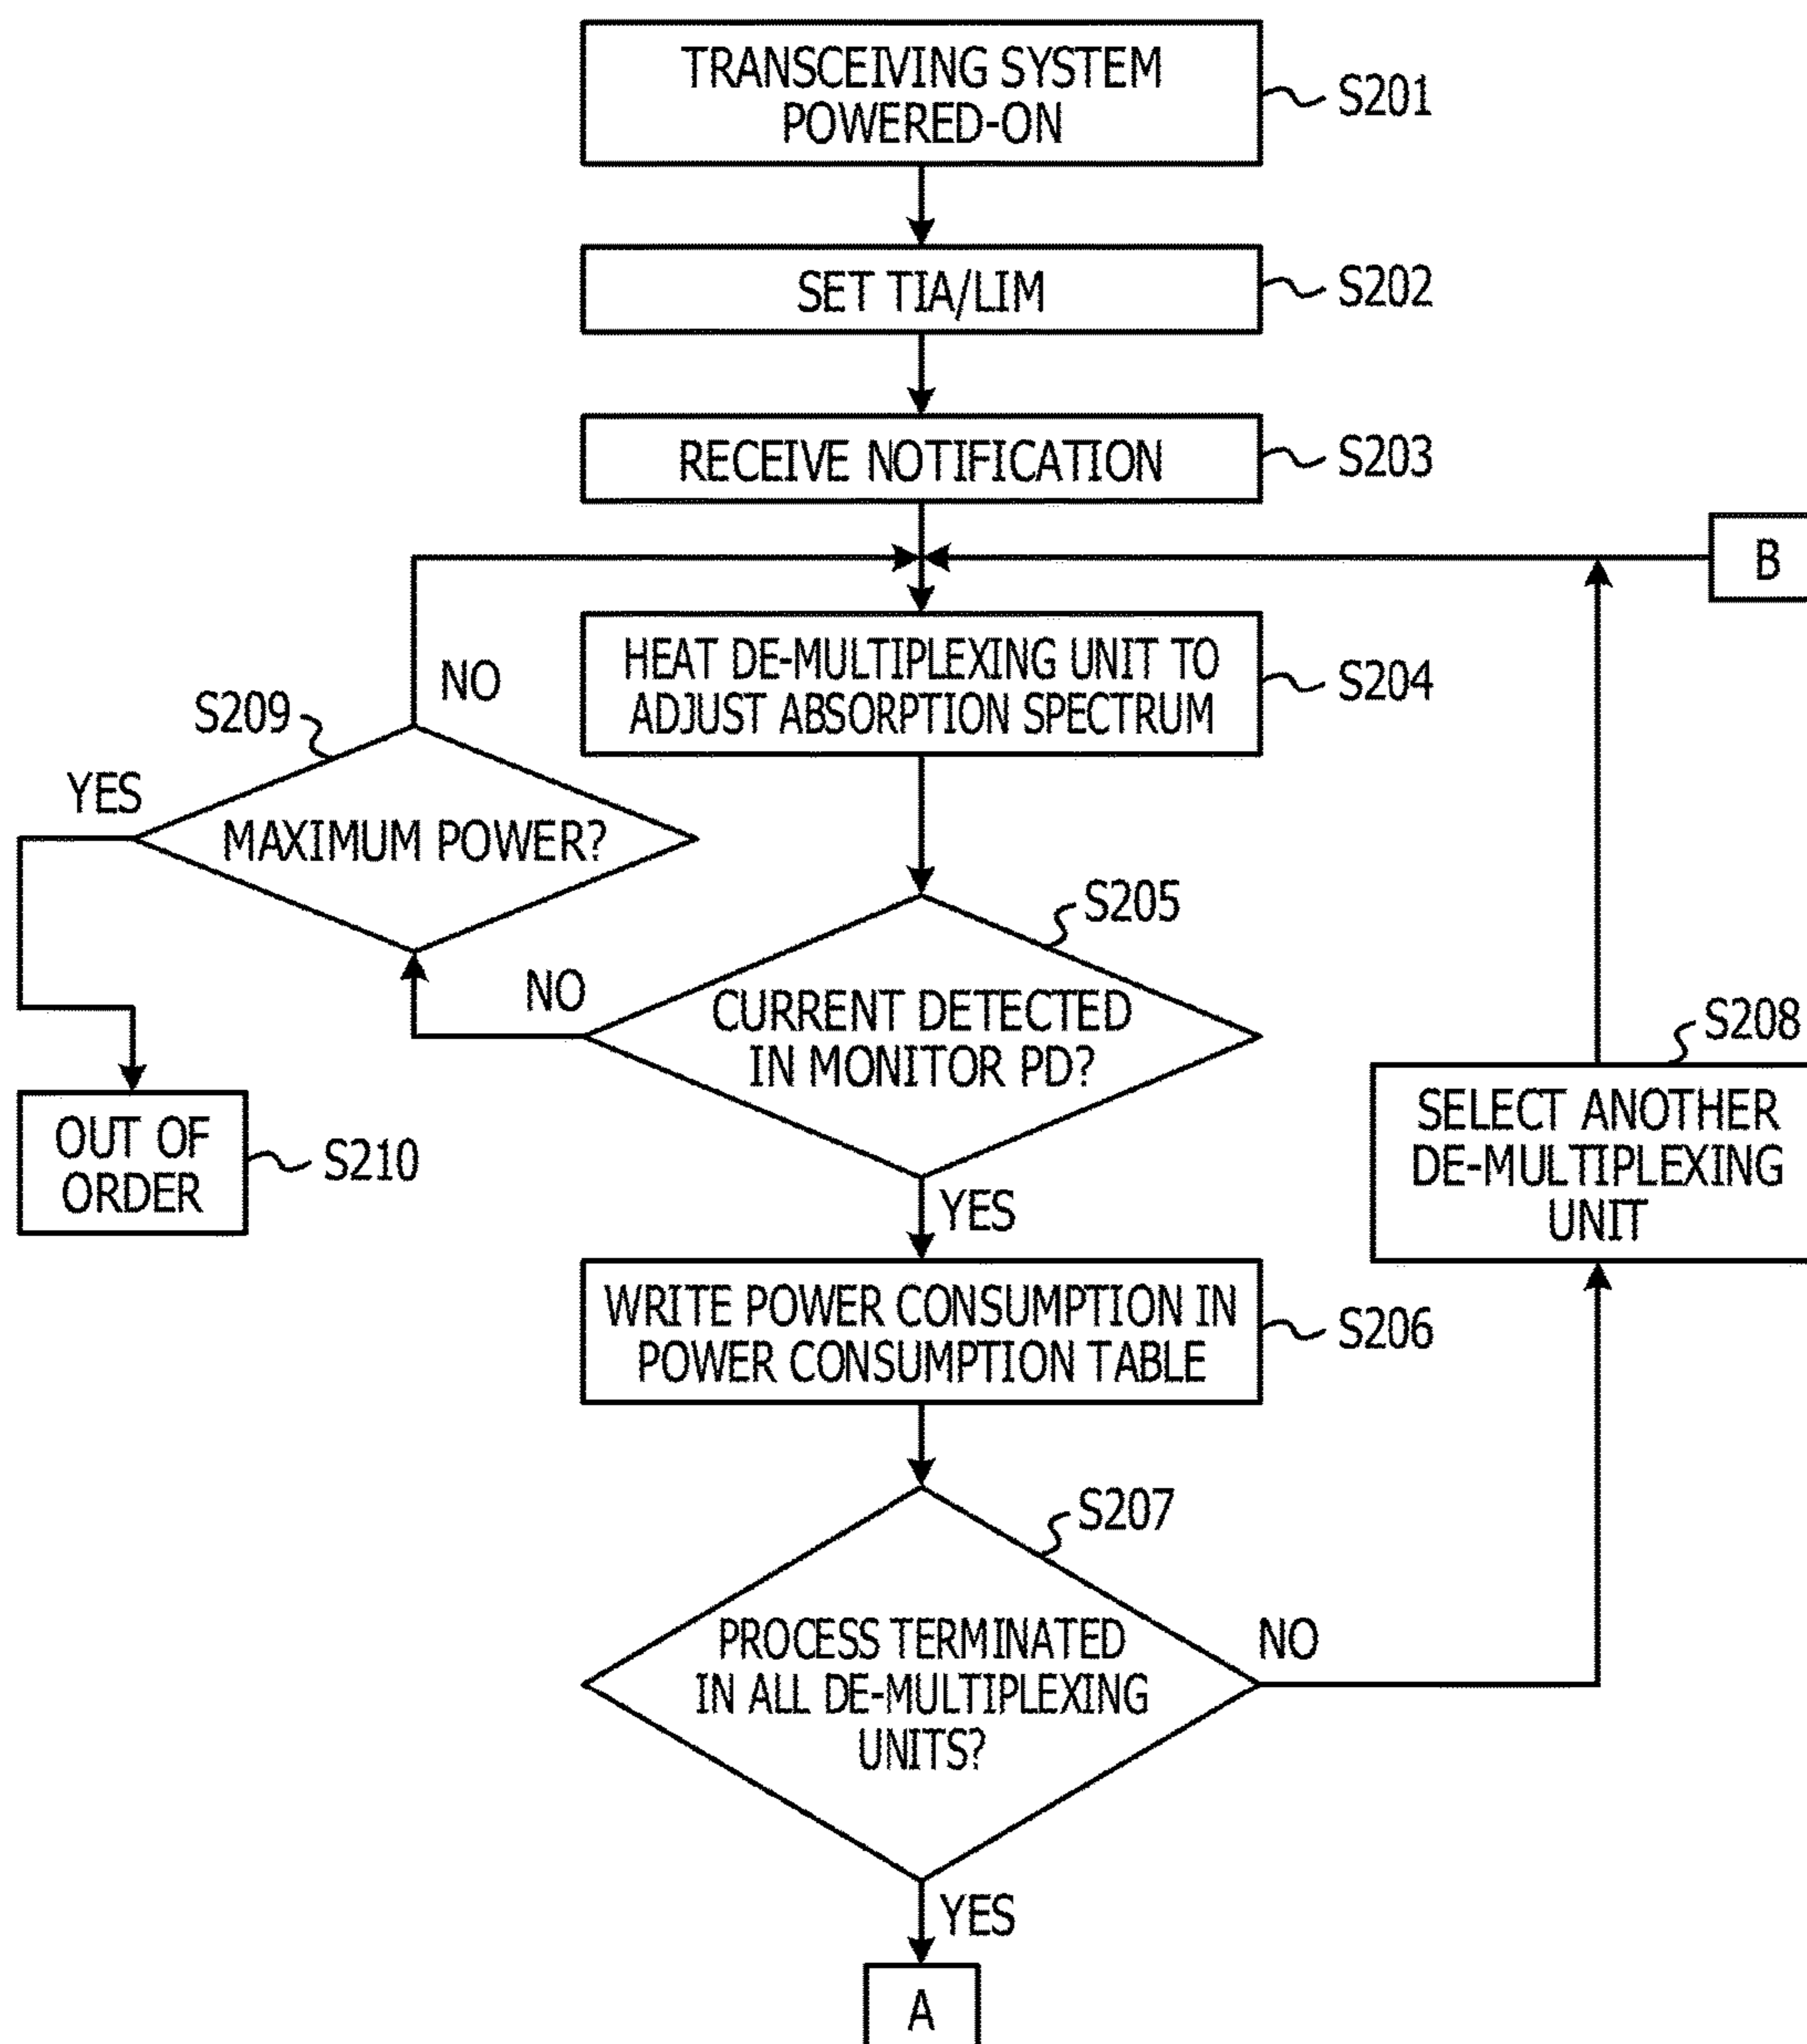 TRANSCEIVING SYSTEM
POWERED-ON
S201
SET TIA/LIM
S202
RECEIVE NOTIFICATION
S203
B
HEAT DE-MULTIPLEXING UNIT TO
ADJUST ABSORPTION SPECTRUM
S204
NO
S209
YES
MAXIMUM POWER?
S205
NO
CURRENT DETECTED
IN MONITOR PD?
S208
SELECT ANOTHER
DE-MULTIPLEXING
UNIT
OUT OF
ORDER
S210
YES
WRITE POWER CONSUMPTION IN
POWER CONSUMPTION TABLE
S206
S207
PROCESS TERMINATED
IN ALL DE-MULTIPLEXING
UNITS?
NO
YES
A